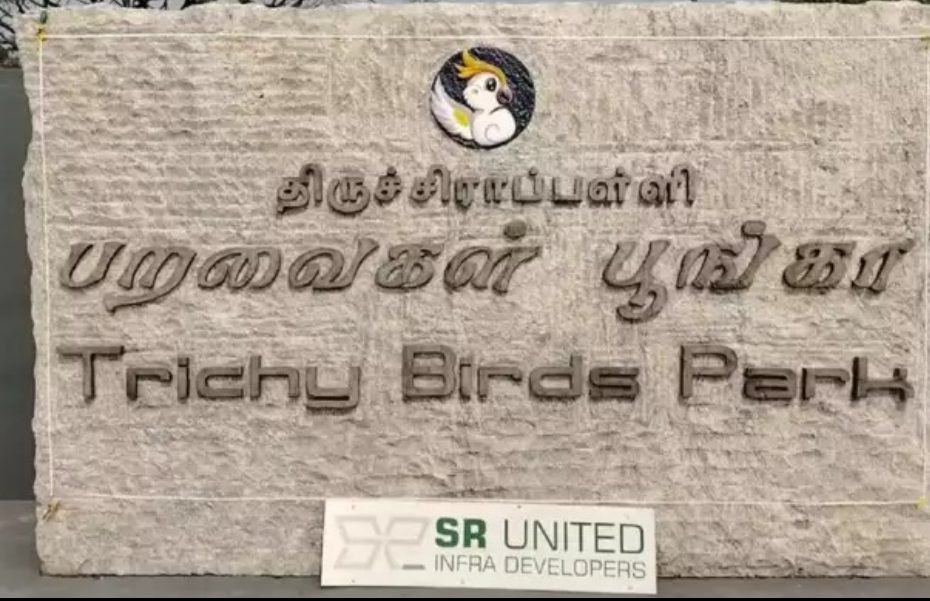 திருச்சிராப்பள்ளி
பறவைகள் பூங்கா
Trichy Birds Park
SR UNITED
INFRA DEVELOPERS